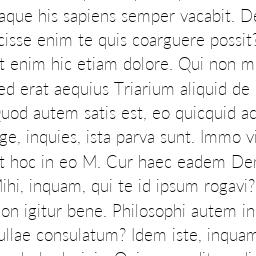 aque his sapiens semper vacabit. De
cisse enim te quis coarguere possit?
t enim hic etiam dolore. Qui non m
ed erat aequius Triarium aliquid de
quod autem satis est, eo quicquid ac
ge, inquies, ista parva sunt. Immo vi
t hoc in eo M. Cur haec eadem Der
Mihi, inquam, qui te id ipsum rogavi?
on igitur bene. Philosophi autem in
ullae consulatum? Idem iste, inquam